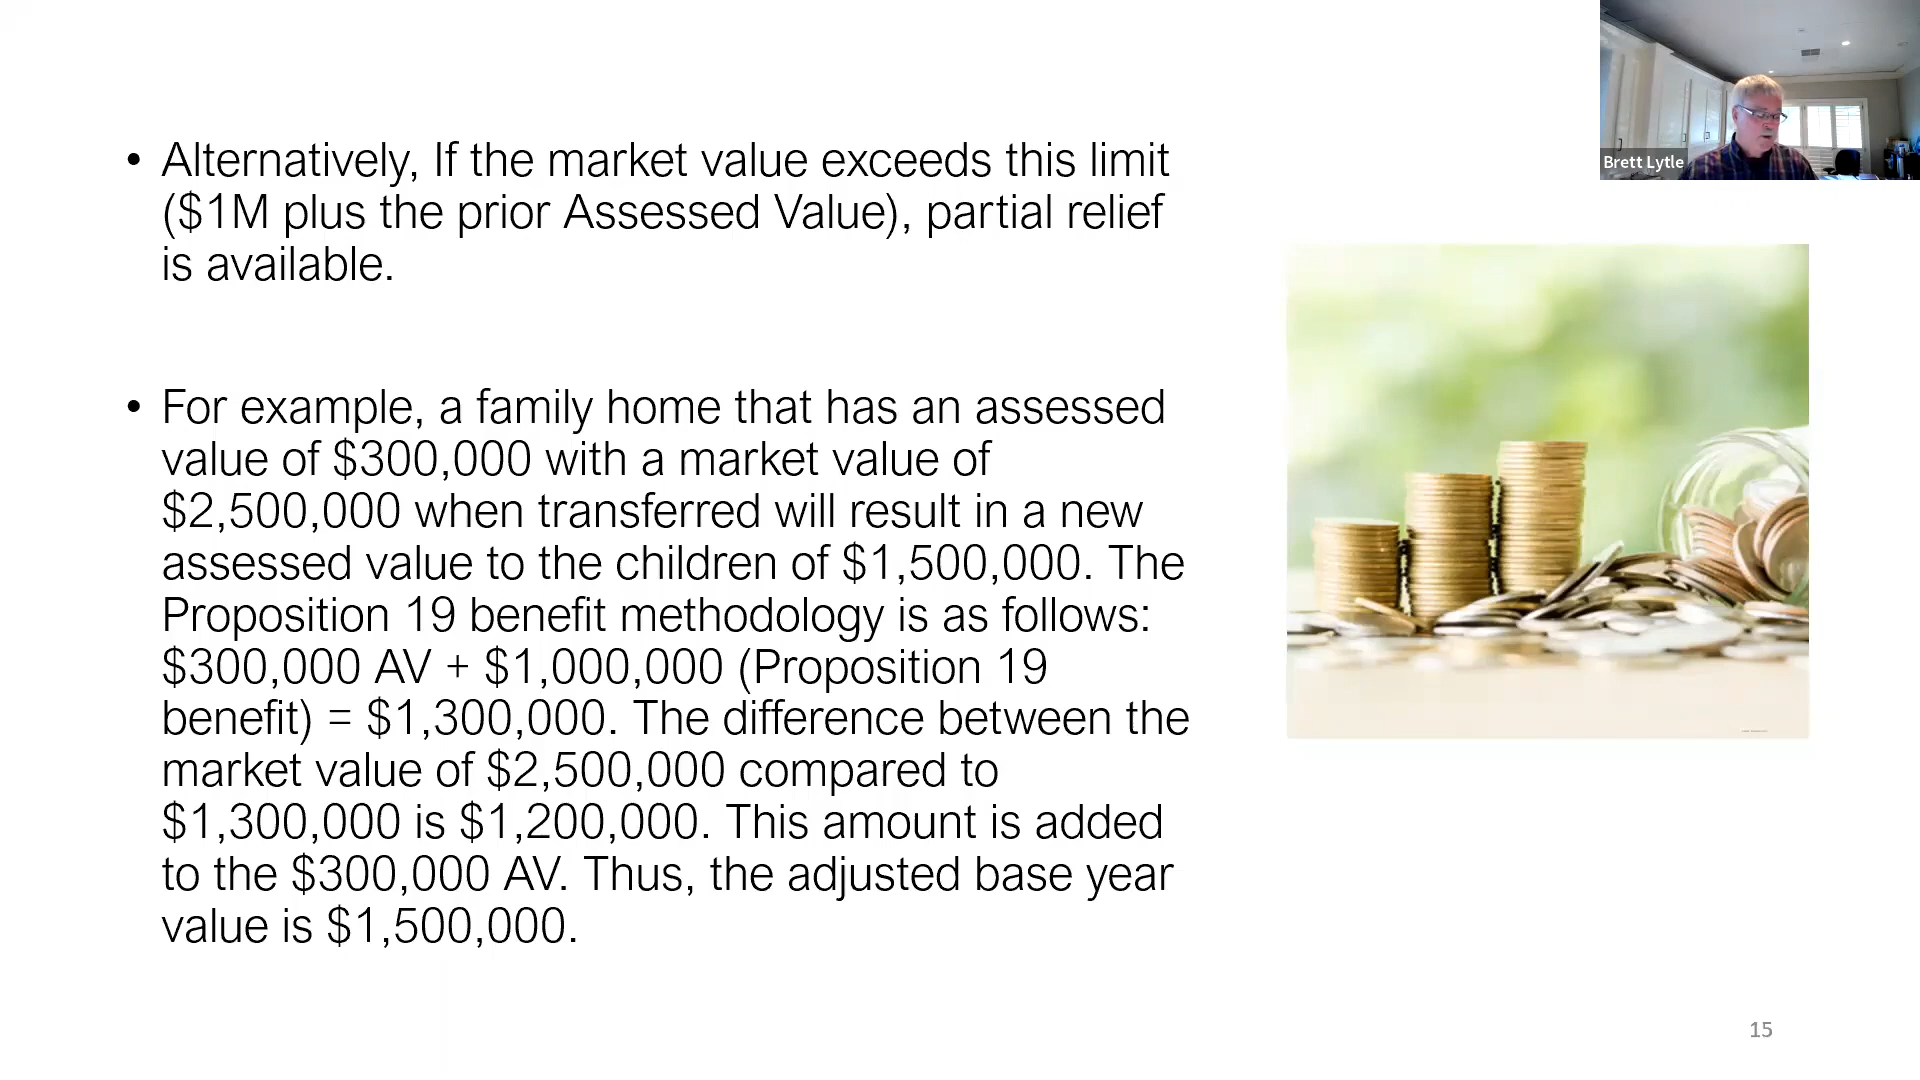 • Alternatively, If the market value exceeds this limit
($1M plus the prior Assessed Value), partial relief
is available.
• For example, a family home that has an assessed
value of $300,000 with a market value of
$2,500,000 when transferred will result in a new
assessed value to the children of $1,500,000. The
Proposition 19 benefit methodology is as follows:
$300,000 AV + $1,000,000 (Proposition 19
benefit) = $1,300,000. The difference between the
market value of $2,500,000 compared to
$1,300,000 is $1,200,000. This amount is added
to the $300,000 AV. Thus, the adjusted base year
value is $1,500,000.
Brett Lytle
15